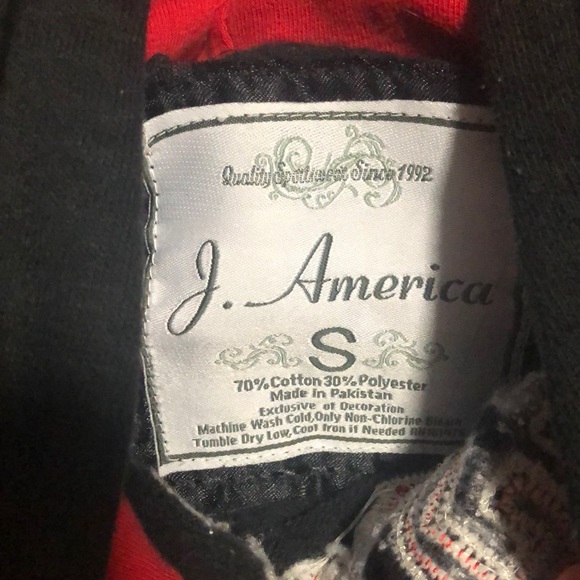 Quality Sportswear Since 1992
J. America
S
70% Cotton 30% Polyester
Made in Pakistan
Exclusive of Decoration
Machine Wash Cold,Only Non-Chlorine Bleach
Tumble Dry Low,Cool Iron if Needed